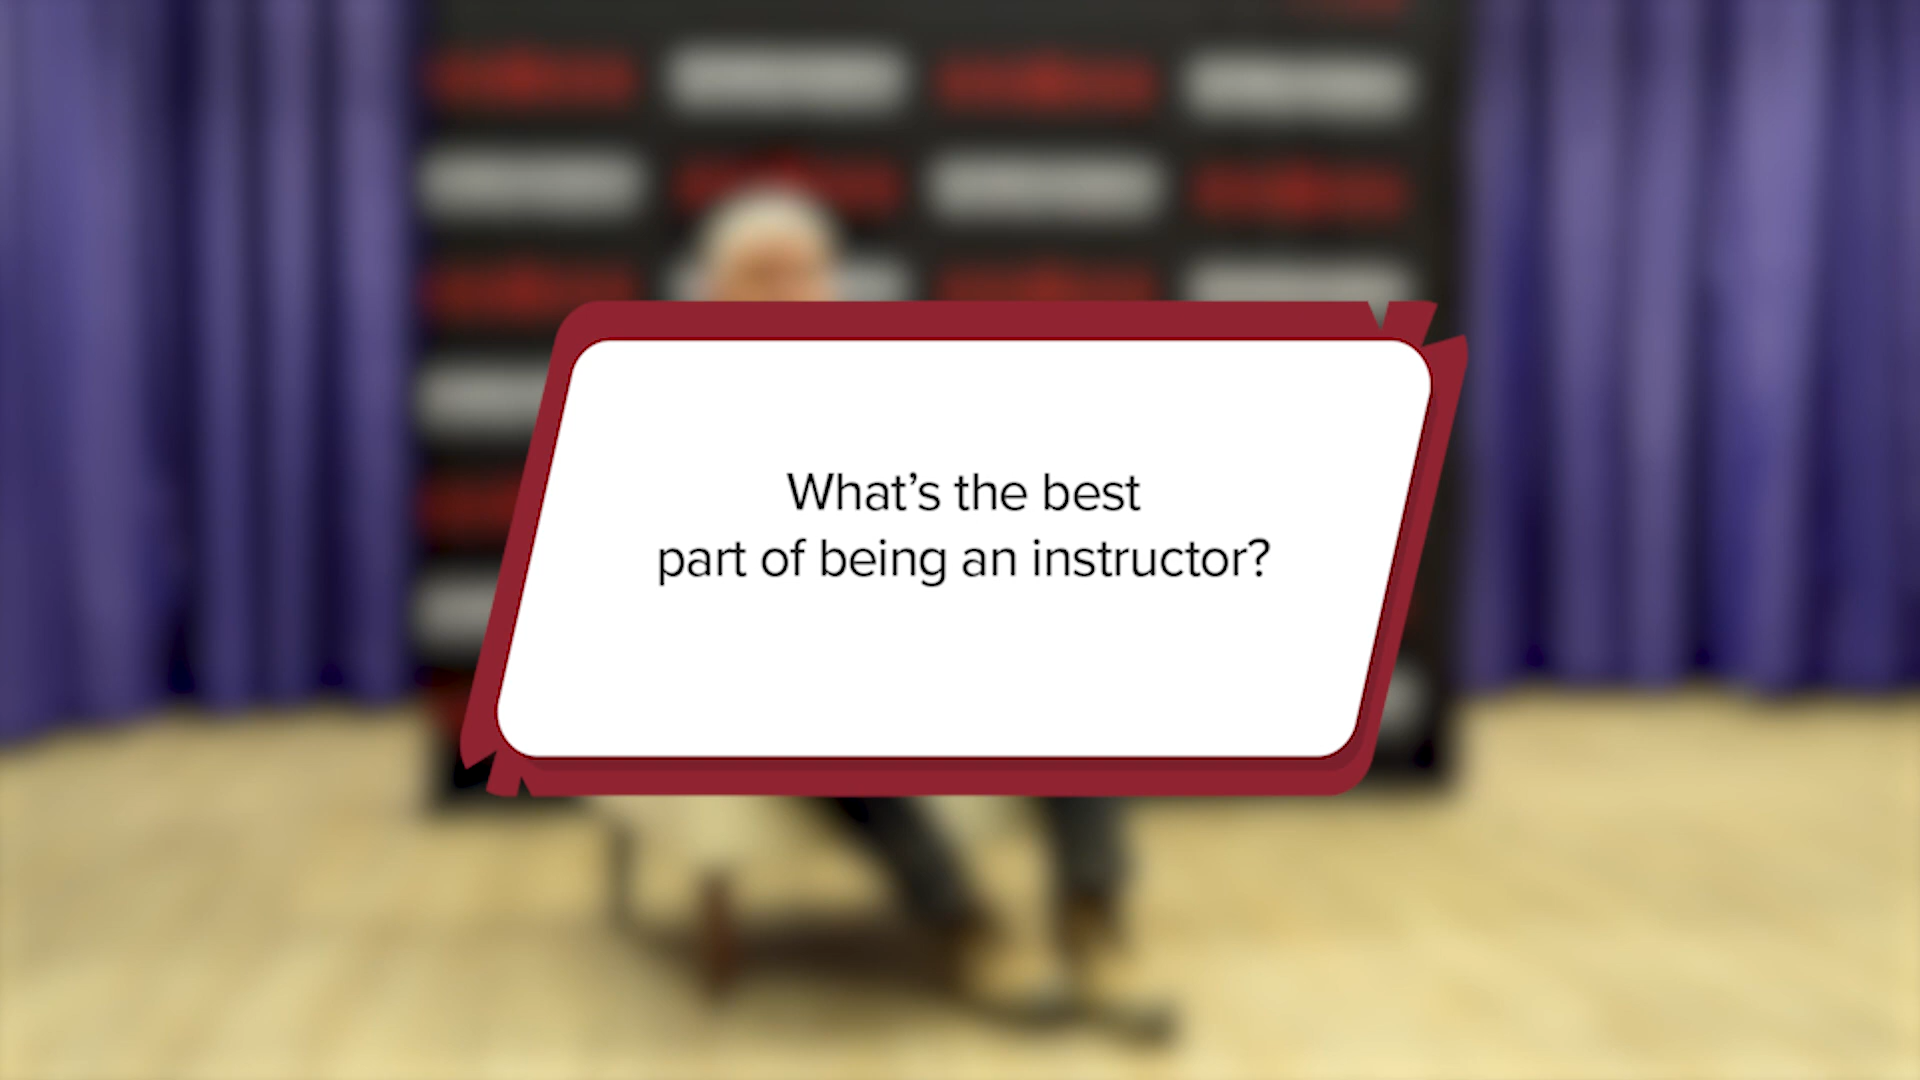 What’s the best
part of being an instructor?